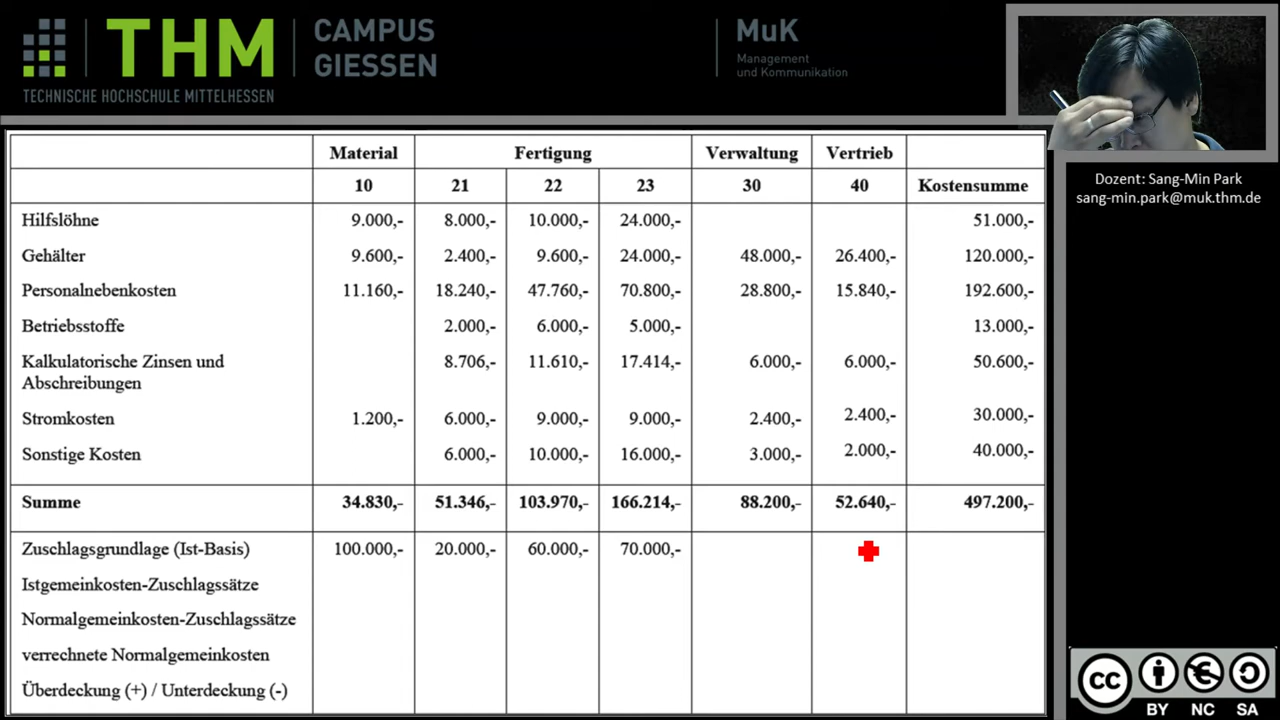 THM CAMPUS GIESSEN
TECHNISCHE HOCHSCHULE MITTELHESSEN
MuK
Management
und Kommunikation
Dozent: Sang-Min Park
sang-min.park@muk.thm.de
Material Fertigung Verwaltung Vertrieb
10 21 22 23 30 40 Kostensumme
Hilfslöhne 9.000,- 8.000,- 10.000,- 24.000,- 51.000,-
Gehälter 9.600,- 2.400,- 9.600,- 24.000,- 48.000,- 26.400,- 120.000,-
Personalnebenkosten 11.160,- 18.240,- 47.760,- 70.800,- 28.800,- 15.840,- 192.600,-
Betriebsstoffe 2.000,- 6.000,- 5.000,- 13.000,-
Kalkulatorische Zinsen und 8.706,- 11.610,- 17.414,- 6.000,- 6.000,- 50.600,-
Abschreibungen
Stromkosten 1.200,- 6.000,- 9.000,- 9.000,- 2.400,- 2.400,- 30.000,-
Sonstige Kosten 6.000,- 10.000,- 16.000,- 3.000,- 2.000,- 40.000,-
Summe 34.830,- 51.346,- 103.970,- 166.214,- 88.200,- 52.640,- 497.200,-
Zuschlagsgrundlage (Ist-Basis) 100.000,- 20.000,- 60.000,- 70.000,-
Istgemeinkosten-Zuschlagssätze
Normalgemeinkosten-Zuschlagssätze
verrechnete Normalgemeinkosten
Überdeckung (+) / Unterdeckung (-)
cc
BY NC SA